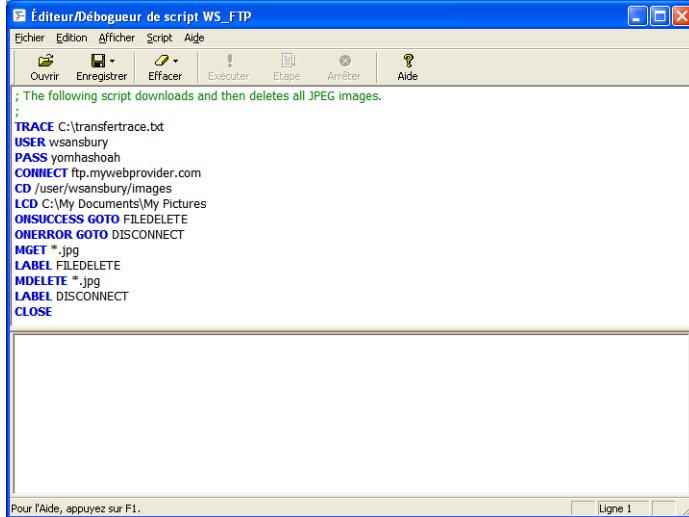 Éditeur/Débogueur de script WS_FTP
Fichier Edition Afficher Script Aide
Ouvrir Enregistrer Effacer Exécuter Etape Arrêter Aide
; The following script downloads and then deletes all JPEG images.
;
TRACE C:\transfertrace.txt
USER wsansbury
PASS yomhashoah
CONNECT ftp.mywebprovider.com
CD /user/wsansbury/images
LCD C:\My Documents\My Pictures
ONSUCCESS GOTO FILEDELETE
ONERROR GOTO DISCONNECT
MGET *.jpg
LABEL FILEDELETE
MDELETE *.jpg
LABEL DISCONNECT
CLOSE
Pour l'Aide, appuyez sur F1. Ligne 1